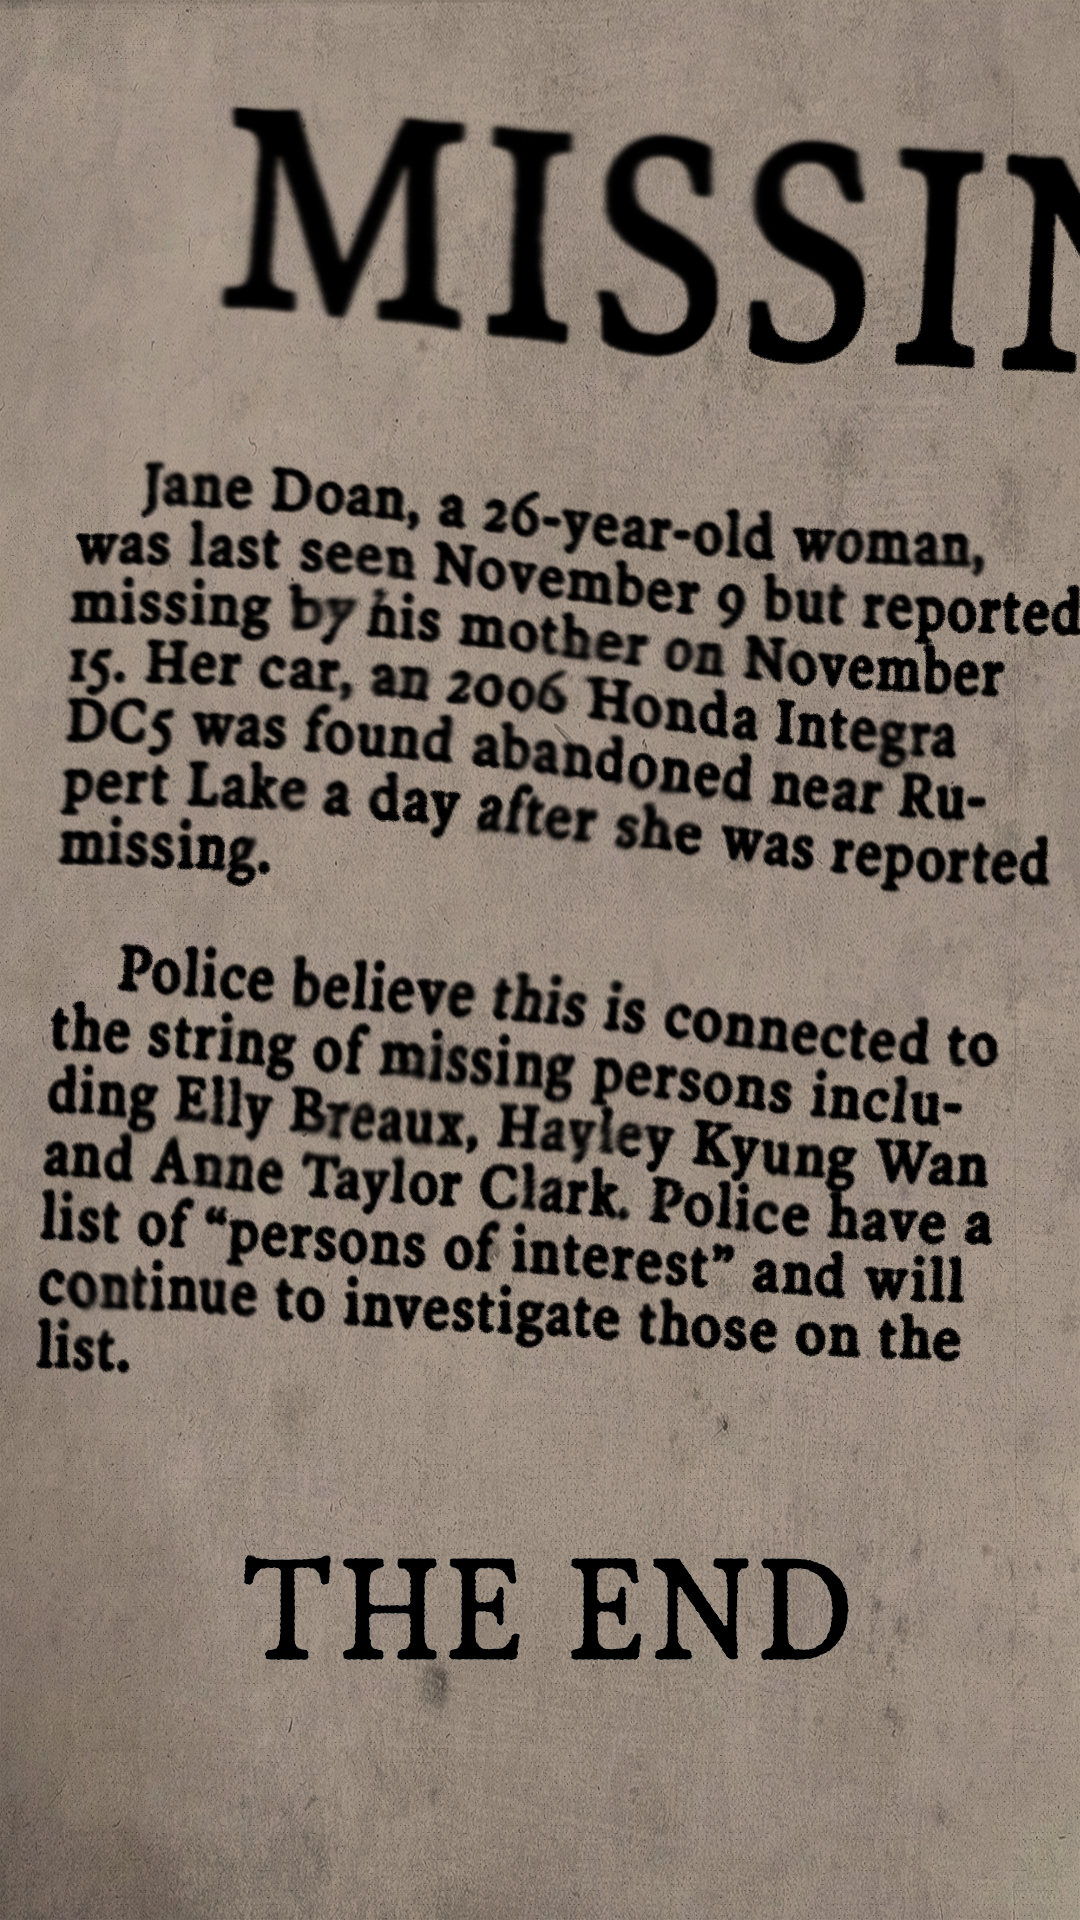 MISSIN
Jane Doan, a 26-year-old woman,
was last seen November 9 but reported
missing by his mother on November
15. Her car, an 2006 Honda Integra
DC5 was found abandoned near Ru-
pert Lake a day after she was reported
missing.
Police believe this is connected to
the string of missing persons inclu-
ding Elly Breaux, Hayley Kyung Wan
and Anne Taylor Clark. Police have a
list of “persons of interest” and will
continue to investigate those on the
list.
THE END